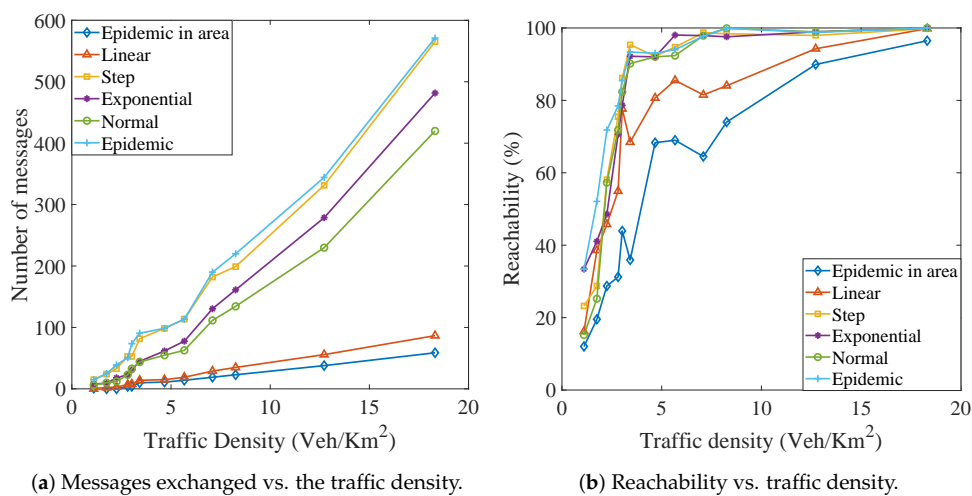 Number of messages
600
500
400
300
200
100
0
Epidemic in area
Linear
Step
Exponential
Normal
Epidemic
0 5 10 15 20
Traffic Density (Veh/Km²)
(a) Messages exchanged vs. the traffic density.
Reachability (%)
100
80
60
40
20
0
Epidemic in area
Linear
Step
Exponential
Normal
Epidemic
0 5 10 15 20
Traffic density (Veh/Km²)
(b) Reachability vs. traffic density.